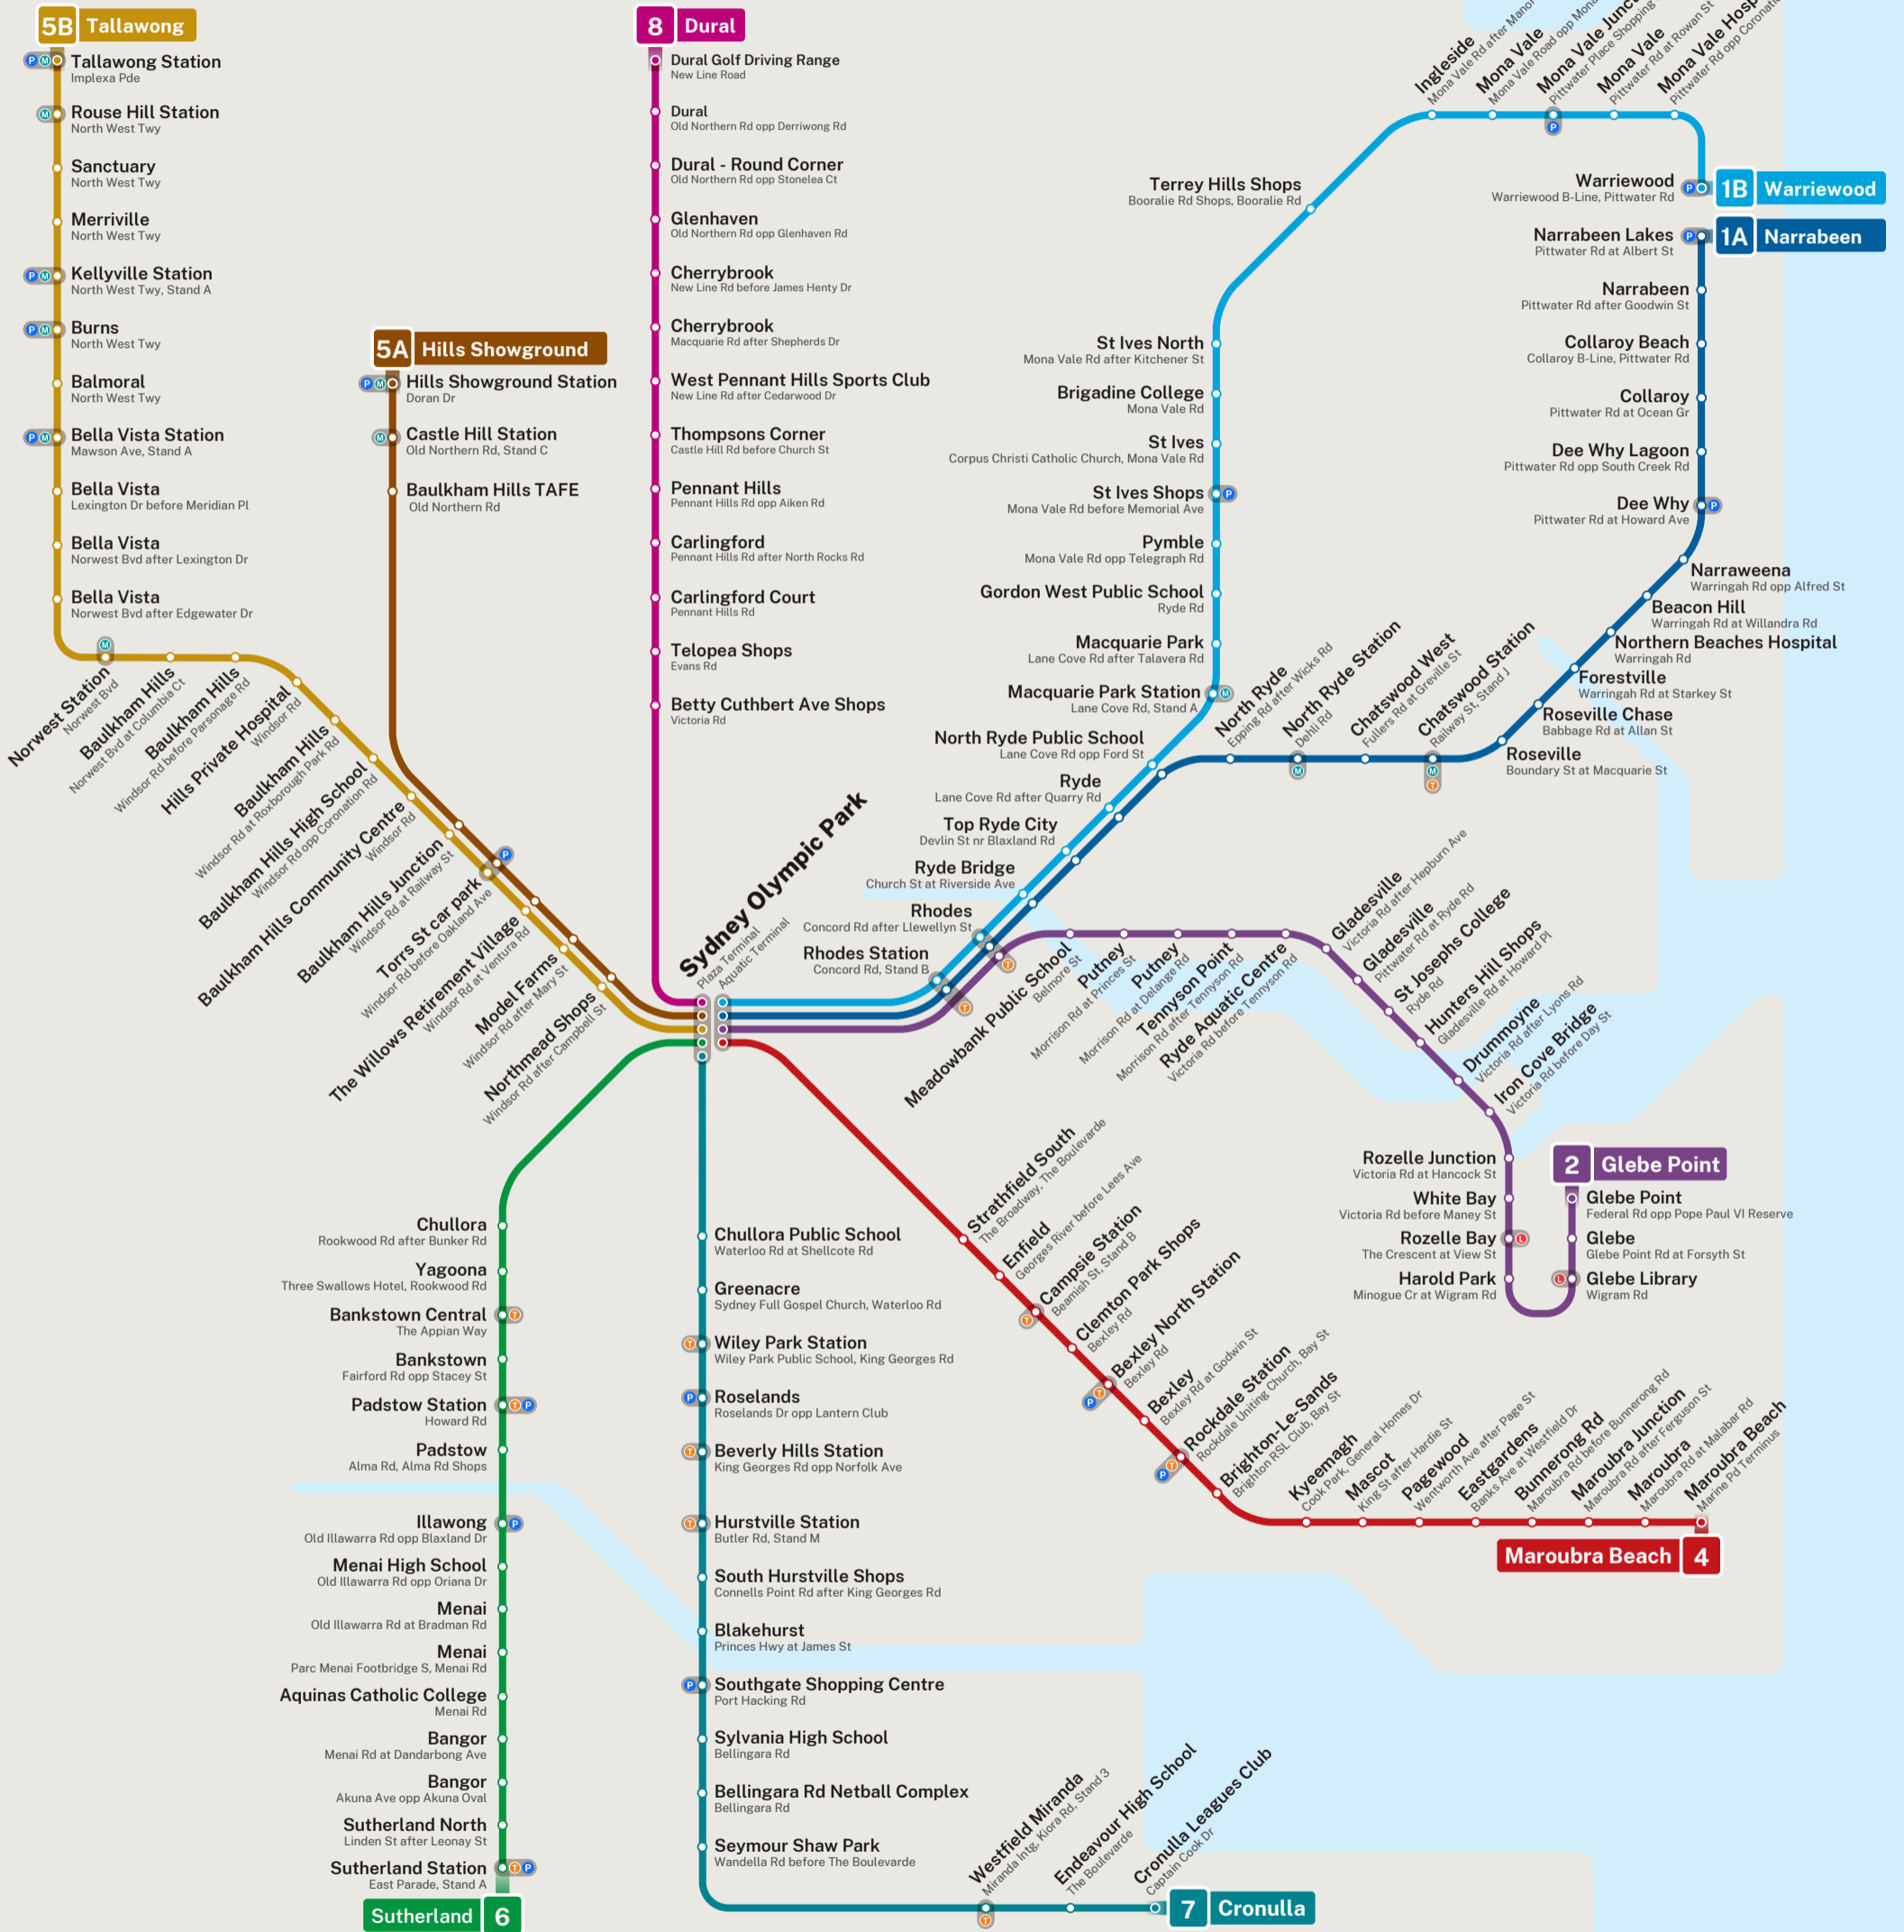 5B Tallawong
Tallawong Station
Implexa Pde
Rouse Hill Station
North West Twy
Sanctuary
North West Twy
Merriville
North West Twy
P M Kellyville Station
North West Twy, Stand A
P M Burns
North West Twy
Balmoral
North West Twy
P M Bella Vista Station
Mawson Ave, Stand A
Bella Vista
Lexington Dr before Meridian Pl
Bella Vista
Norwest Bvd after Lexington Dr
Bella Vista
Norwest Bvd after Edgewater Dr
Norwest Station
Norwest Bvd
Baulkham Hills
Norwest Bvd at Columbia Ct
Baulkham Hills
Windsor Rd before Parsonage Rd
Hills Private Hospital
Windsor Rd
Baulkham Hills
Windsor Rd at Roxborough Park Rd
Baulkham Hills High School
Windsor Rd opp Coronation Rd
Baulkham Hills Community Centre
Windsor Rd
Baulkham Hills Junction
Windsor Rd at Railway St
Torrs St car park
Windsor Rd before Oakland Ave
The Willows Retirement Village
Windsor Rd at Ventura Rd
Model Farms
Windsor Rd after Mary St
Northmead Shops
Windsor Rd after Campbell St
5A Hills Showground
P M Hills Showground Station
Doran Dr
M Castle Hill Station
Old Northern Rd, Stand C
Baulkham Hills TAFE
Old Northern Rd
8 Dural
Dural Golf Driving Range
New Line Road
Dural
Old Northern Rd opp Derriwong Rd
Dural - Round Corner
Old Northern Rd opp Stonelea Ct
Glenhaven
Old Northern Rd opp Glenhaven Rd
Cherrybrook
New Line Rd before James Henty Dr
Cherrybrook
Macquarie Rd after Shepherds Dr
West Pennant Hills Sports Club
New Line Rd after Cedarwood Dr
Thompsons Corner
Castle Hill Rd before Church St
Pennant Hills
Pennant Hills Rd opp Aiken Rd
Carlingford
Pennant Hills Rd after North Rocks Rd
Carlingford Court
Pennant Hills Rd
Telopea Shops
Evans Rd
Betty Cuthbert Ave Shops
Victoria Rd
Sydney Olympic Park
Plaza Terminal
Aquatic Terminal
Ingleside
Mona Vale Rd after Manor
Mona Vale
Mona Vale Road opp Mona
Mona Vale
Pittwater Place Shopping
Mona Vale
Pittwater Rd at Rowan St
Mona Vale
Pittwater Rd opp
Warriewood
Warriewood B-Line, Pittwater Rd
1B Warriewood
Terrey Hills Shops
Booralie Rd Shops, Booralie Rd
St Ives North
Mona Vale Rd after Kitchener St
Brigadine College
Mona Vale Rd
St Ives
Corpus Christi Catholic Church, Mona Vale Rd
St Ives Shops P
Mona Vale Rd before Memorial Ave
Pymble
Mona Vale Rd opp Telegraph Rd
Gordon West Public School
Ryde Rd
Macquarie Park
Lane Cove Rd after Talavera Rd
Macquarie Park Station M
Lane Cove Rd, Stand A
North Ryde Public School
Lane Cove Rd opp Ford St
Ryde
Lane Cove Rd after Quarry Rd
Top Ryde City
Devlin St nr Blaxland Rd
Ryde Bridge
Church St at Riverside Ave
Rhodes
Concord Rd after Llewellyn St
Rhodes Station
Concord Rd, Stand B
1A Narrabeen
Narrabeen Lakes
Pittwater Rd at Albert St
Narrabeen
Pittwater Rd after Goodwin St
Collaroy Beach
Collaroy B-Line, Pittwater Rd
Collaroy
Pittwater Rd at Ocean Gr
Dee Why Lagoon
Pittwater Rd opp South Creek Rd
Dee Why P
Pittwater Rd at Howard Ave
Narraweena
Warringah Rd opp Alfred St
Beacon Hill
Warringah Rd at Willandra Rd
Northern Beaches Hospital
Warringah Rd
Forestville
Warringah Rd at Starkey St
Roseville Chase
Babbage Rd at Allan St
Roseville
Boundary St at Macquarie St
Chatswood Station
Railway St, Stand J
Chatswood West
Fullers Rd at Greville St
North Ryde Station
Dehli Rd
North Ryde
Epping Rd after Wicks Rd
Meadowbank Public School
Belmore St
Putney
Morrison Rd at Princes St
Putney
Morrison Rd at Delange Rd
Tennyson Point
Morrison Rd after Tennyson Rd
Ryde Aquatic Centre
Victoria Rd before Tennyson Rd
Gladesville
Victoria Rd after Hepburn Ave
Gladesville
Pittwater Rd at Ryde Rd
St Josephs College
Ryde Rd
Hunters Hill Shops
Gladesville Rd at Howard Pl
Drummoyne
Victoria Rd after Lyons Rd
Iron Cove Bridge
Victoria Rd before Day St
Rozelle Junction
Victoria Rd at Hancock St
White Bay
Victoria Rd before Maney St
Rozelle Bay L
The Crescent at View St
Harold Park
Minogue Cr at Wigram Rd
2 Glebe Point
Glebe Point
Federal Rd opp Pope Paul VI Reserve
Glebe
Glebe Point Rd at Forsyth St
L Glebe Library
Wigram Rd
Strathfield South
The Broadway, The Boulevarde
Enfield
Georges River before Lees Ave
Campsie Station
Beamish St, Stand B
Clemton Park Shops
Bexley Rd
Bexley North Station
Bexley Rd
Bexley
Bexley Rd at Godwin St
Rockdale Station
Rockdale Uniting Church, Bay St
Brighton-Le-Sands
Brighton RSL Club, Bay St
Kyeemagh
Cook Park, General Homes Dr
Mascot
King St after Hardie St
Pagewood
Wentworth Ave after Page St
Eastgardens
Banks Ave at Westfield Dr
Bunnerong Rd
Maroubra Rd before Bunnerong Rd
Maroubra Junction
Maroubra Rd after Ferguson St
Maroubra
Maroubra Rd at Malabar Rd
Maroubra Beach
Marine Pd Terminus
Maroubra Beach 4
Chullora
Rookwood Rd after Bunker Rd
Yagoona
Three Swallows Hotel, Rookwood Rd
Bankstown Central T
The Appian Way
Bankstown
Fairford Rd opp Stacey St
Padstow Station T P
Howard Rd
Padstow
Alma Rd, Alma Rd Shops
Illawong P
Old Illawarra Rd opp Blaxland Dr
Menai High School
Old Illawarra Rd opp Oriana Dr
Menai
Old Illawarra Rd at Bradman Rd
Menai
Parc Menai Footbridge S, Menai Rd
Aquinas Catholic College
Menai Rd
Bangor
Menai Rd at Dandarbong Ave
Bangor
Akuna Ave opp Akuna Oval
Sutherland North
Linden St after Leonay St
Sutherland Station T P
East Parade, Stand A
Sutherland 6
Chullora Public School
Waterloo Rd at Shellcote Rd
Greenacre
Sydney Full Gospel Church, Waterloo Rd
T Wiley Park Station
Wiley Park Public School, King Georges Rd
P Roselands
Roselands Dr opp Lantern Club
T Beverly Hills Station
King Georges Rd opp Norfolk Ave
T Hurstville Station
Butler Rd, Stand M
South Hurstville Shops
Connells Point Rd after King Georges Rd
Blakehurst
Princes Hwy at James St
P Southgate Shopping Centre
Port Hacking Rd
Sylvania High School
Bellingara Rd
Bellingara Rd Netball Complex
Bellingara Rd
Seymour Shaw Park
Wandella Rd before The Boulevarde
Westfield Miranda
Miranda Intg, Kiora Rd, Stand 3
Endeavour High School
The Boulevarde
Cronulla Leagues Club
Captain Cook Dr
7 Cronulla